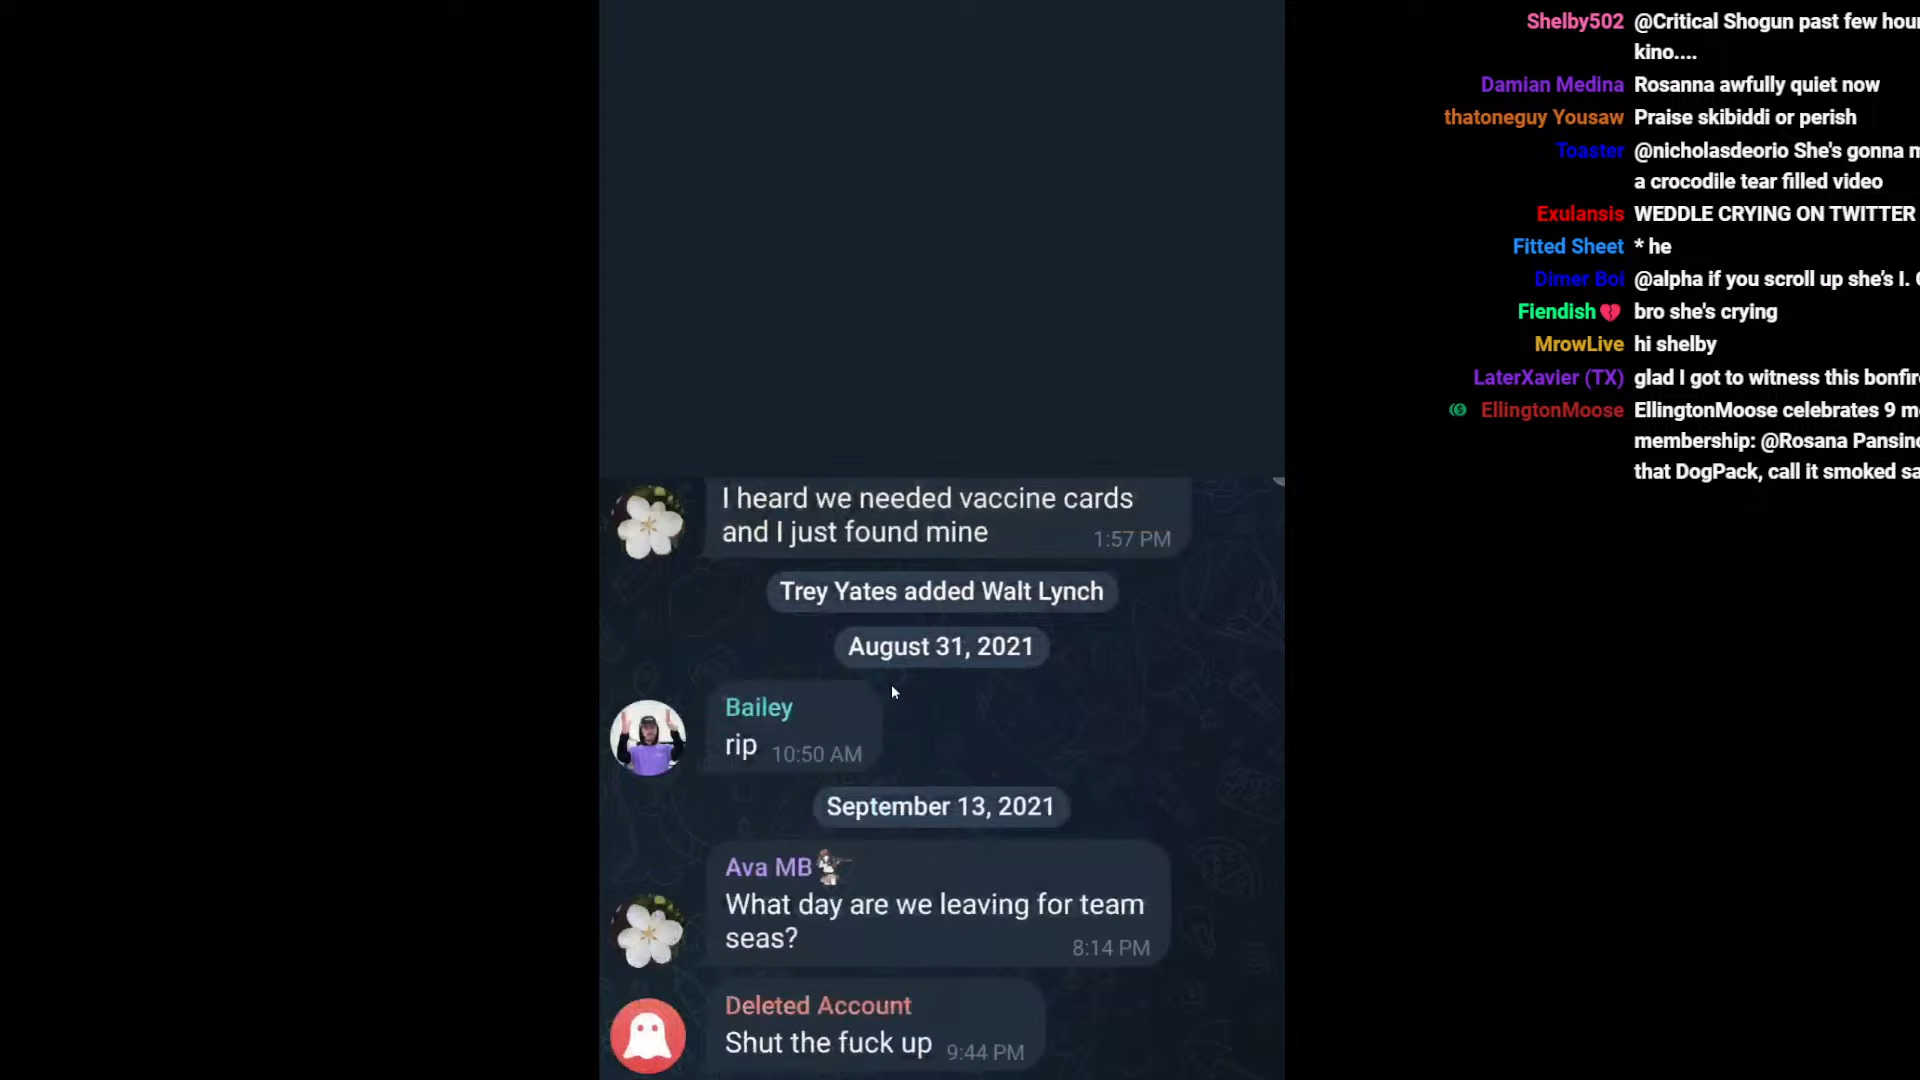 Shelby502 @Critical Shogun past few hou
kino....
Damian Medina Rosanna awfully quiet now
thatoneguy Yousaw Praise skibiddi or perish
Toaster @nicholasdeorio She's gonna
a crocodile tear filled video
Exulansis WEDDLE CRYING ON TWITTER
Fitted Sheet * he
Dimer Boi @alpha if you scroll up she's I.
Fiendish💔 bro she's crying
MrowLive hi shelby
LaterXavier (TX) glad I got to witness this bonfir
EllingtonMoose EllingtonMoose celebrates 9 m
membership: @Rosana Pansin
that DogPack, call it smoked sa
I heard we needed vaccine cards
and I just found mine 1:57 PM
Trey Yates added Walt Lynch
August 31, 2021
Bailey
rip 10:50 AM
September 13, 2021
Ava MB
What day are we leaving for team
seas? 8:14 PM
Deleted Account
Shut the fuck up 9:44 PM